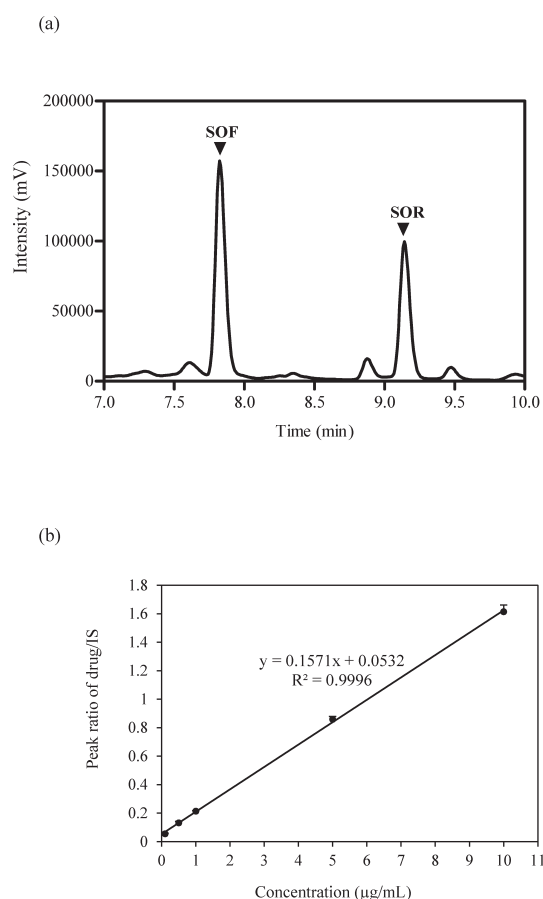 (a)
200000
150000
100000
50000
0
Intensity (mV)
SOF
SOR
7.0 7.5 8.0 8.5 9.0 9.5 10.0
Time (min)
(b)
1.8
1.6
1.4
1.2
1
0.8
0.6
0.4
0.2
0
Peak ratio of drug/IS
y = 0.1571x + 0.0532
R² = 0.9996
0 1 2 3 4 5 6 7 8 9 10 11
Concentration (µg/mL)